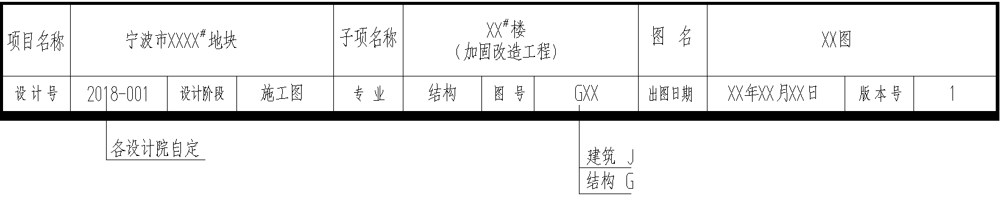 项目名称 宁波市XXXX#地块 子项名称 XX#楼 图 名 XX图
(加固改造工程)
设计号 2018-001 设计阶段 施工图 专 业 结构 图 号 GXX 出图日期 XX年XX月XX日 版本号 1
各设计院自定
建筑 J
结构 G